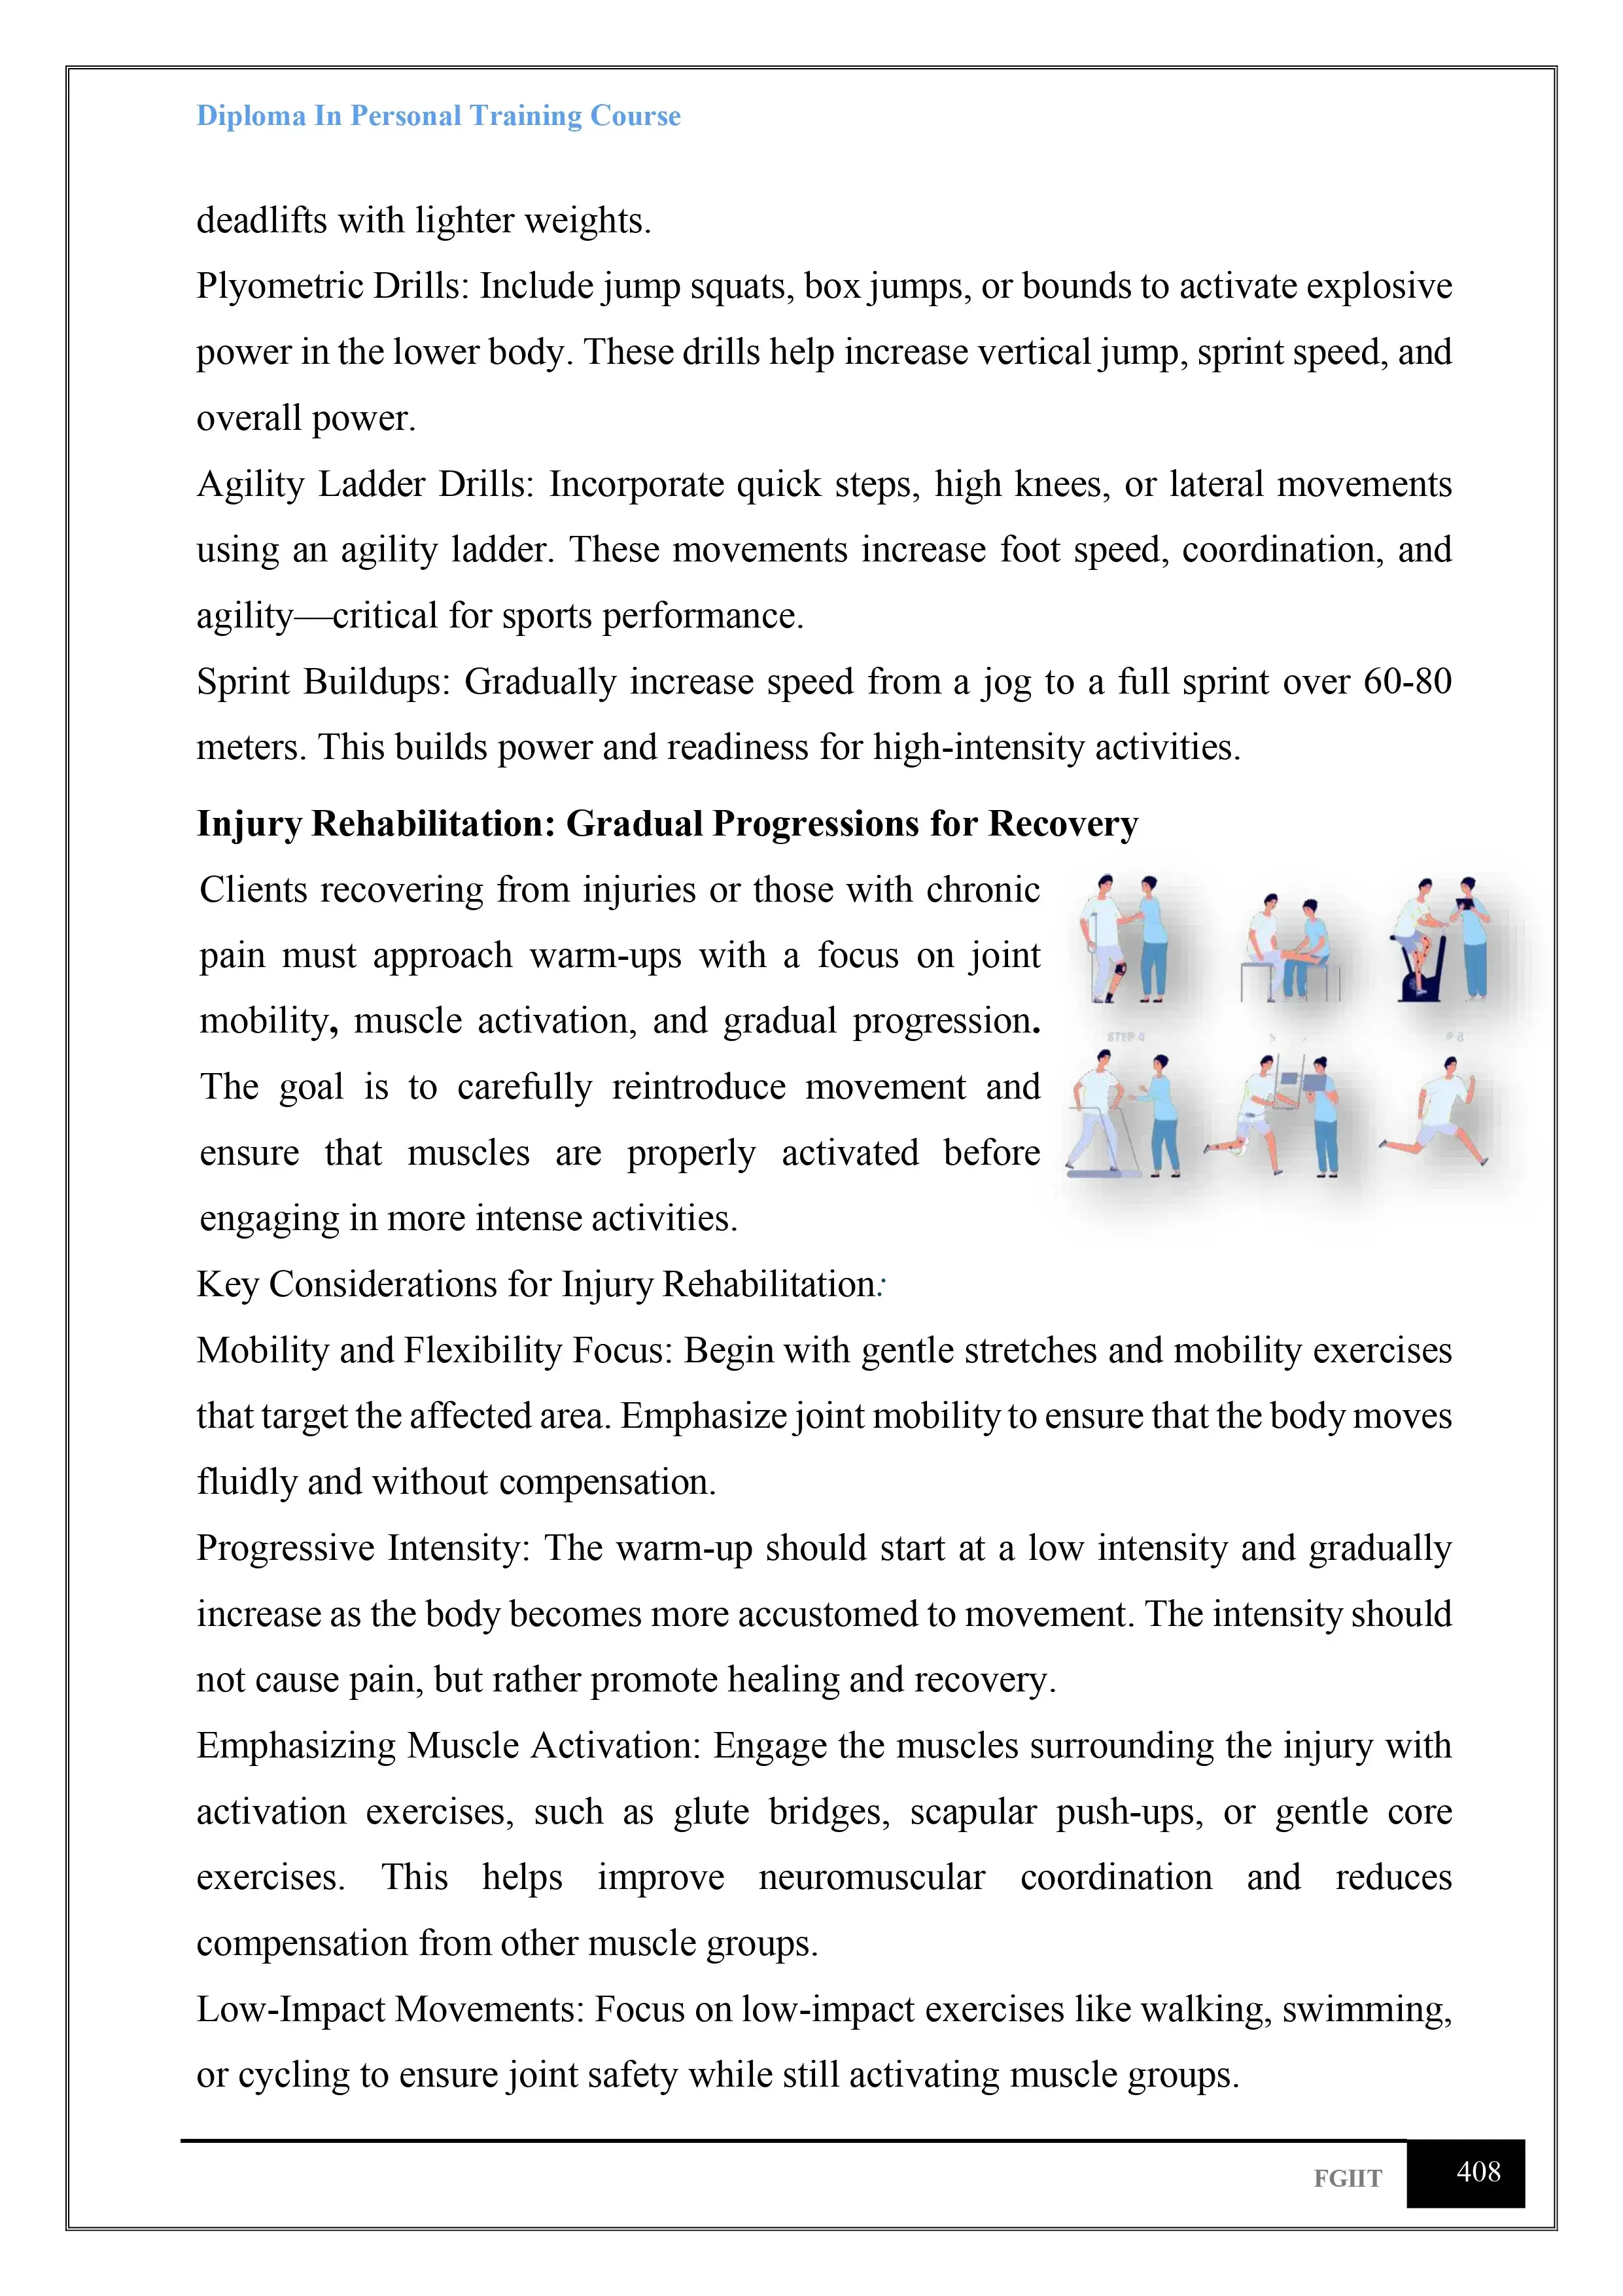 Diploma In Personal Training Course
deadlifts with lighter weights.
Plyometric Drills: Include jump squats, box jumps, or bounds to activate explosive
power in the lower body. These drills help increase vertical jump, sprint speed, and
overall power.
Agility Ladder Drills: Incorporate quick steps, high knees, or lateral movements
using an agility ladder. These movements increase foot speed, coordination, and
agility—critical for sports performance.
Sprint Buildups: Gradually increase speed from a jog to a full sprint over 60-80
meters. This builds power and readiness for high-intensity activities.
Injury Rehabilitation: Gradual Progressions for Recovery
Clients recovering from injuries or those with chronic
pain must approach warm-ups with a focus on joint
mobility, muscle activation, and gradual progression.
The goal is to carefully reintroduce movement and
ensure that muscles are properly activated before
engaging in more intense activities.
STEP 4
Key Considerations for Injury Rehabilitation:
Mobility and Flexibility Focus: Begin with gentle stretches and mobility exercises
that target the affected area. Emphasize joint mobility to ensure that the body moves
fluidly and without compensation.
Progressive Intensity: The warm-up should start at a low intensity and gradually
increase as the body becomes more accustomed to movement. The intensity should
not cause pain, but rather promote healing and recovery.
Emphasizing Muscle Activation: Engage the muscles surrounding the injury with
activation exercises, such as glute bridges, scapular push-ups, or gentle core
exercises. This helps improve neuromuscular coordination and reduces
compensation from other muscle groups.
Low-Impact Movements: Focus on low-impact exercises like walking, swimming,
or cycling to ensure joint safety while still activating muscle groups.
FGIIT
408